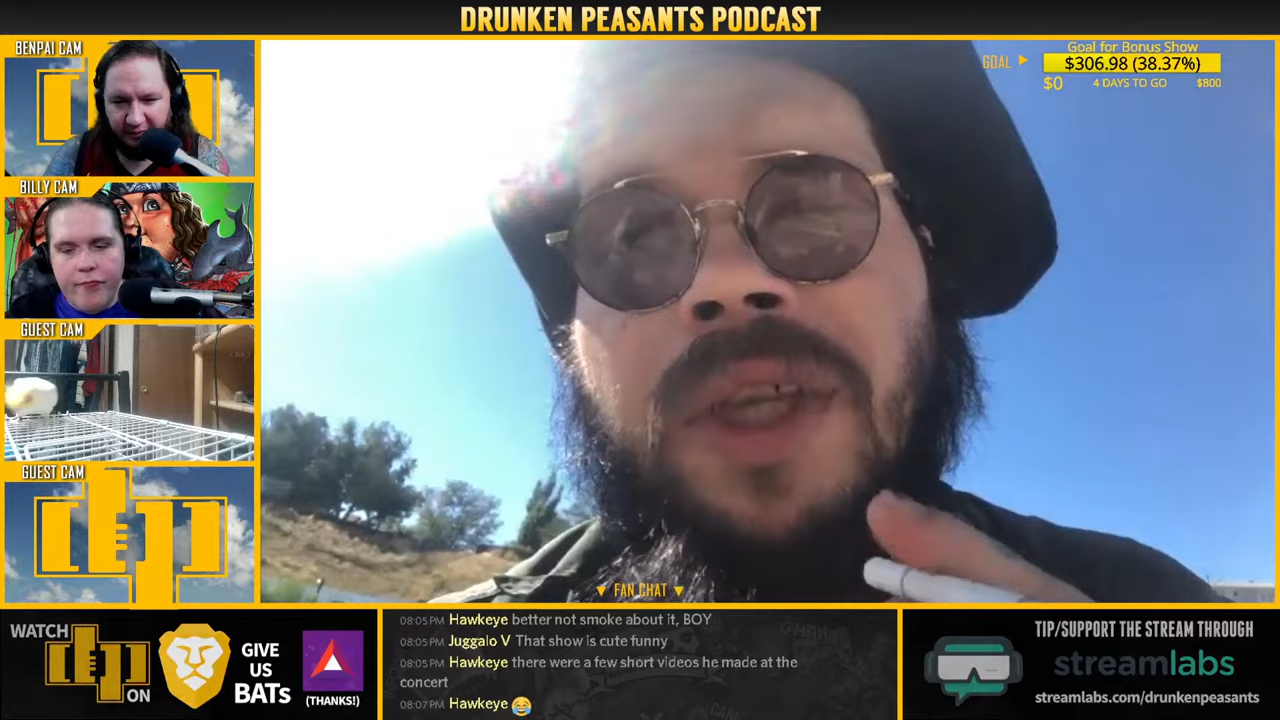 DRUNKEN PEASANTS PODCAST
BENPAI CAM
BILLY CAM
GUEST CAM
GUEST CAM
Goal for Bonus Show
GOAL
$306.98 (38.37%)
$0
4 DAYS TO GO
$800
▼ FAN CHAT ▼
WATCH
ON
GIVE
US
BATs
(THANKS!)
08:05 PM Hawkeye better not smoke about it, BOY
08:05 PM Juggalo V That show is cute funny
08:05 PM Hawkeye there were a few short videos he made at the
concert
08:07 PM Hawkeye 😂
TIP/SUPPORT THE STREAM THROUGH
streamlabs
streamlabs.com/drunkenpeasants